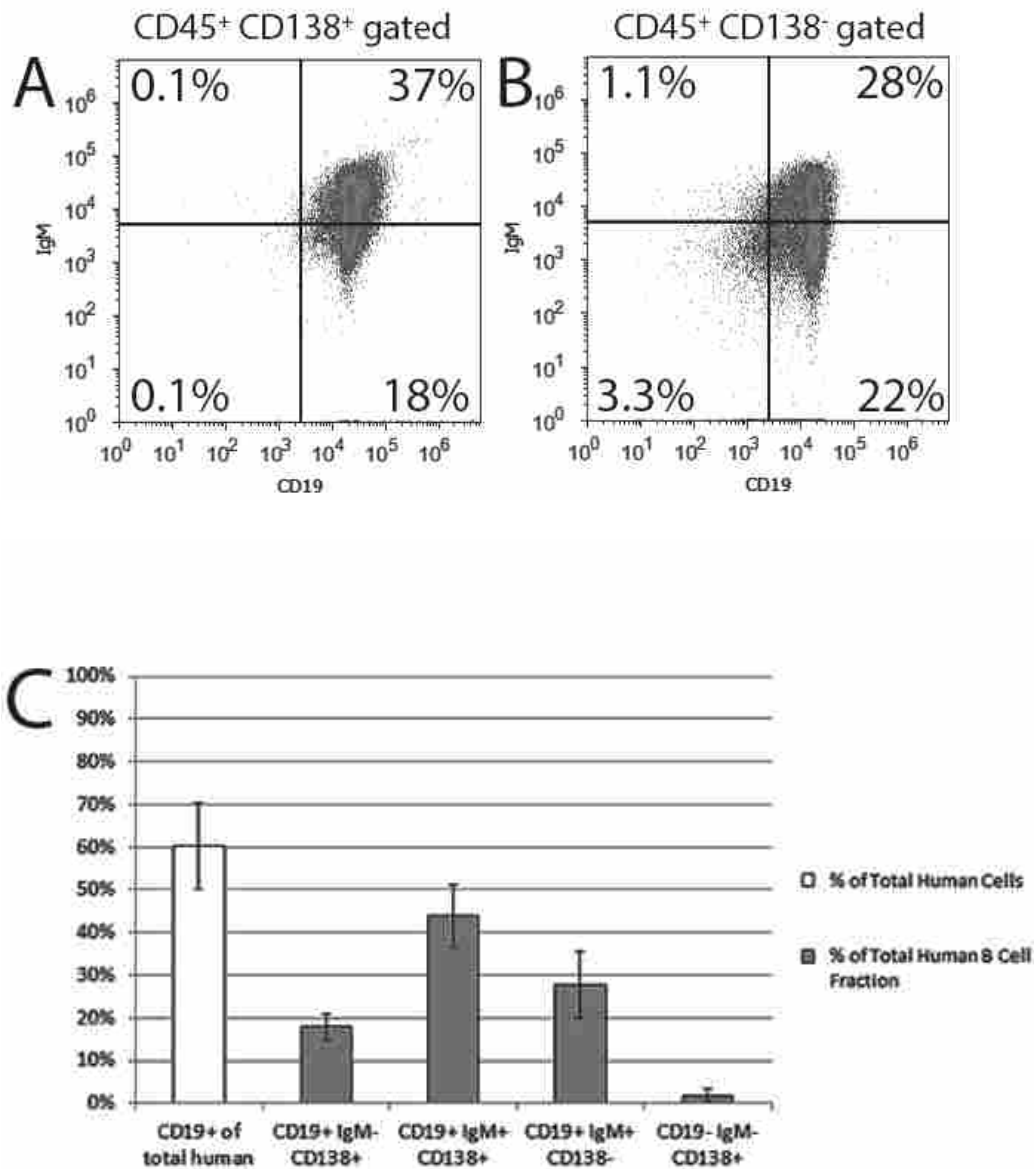 CD45⁺ CD138⁺ gated
CD45⁺ CD138⁻ gated
A
0.1%
37%
0.1%
18%
IgM
10⁶
10⁵
10⁴
10³
10²
10¹
10⁰
10⁰ 10¹ 10² 10³ 10⁴ 10⁵ 10⁶
CD19
B
1.1%
28%
3.3%
22%
IgM
10⁶
10⁵
10⁴
10³
10²
10¹
10⁰
10⁰ 10¹ 10² 10³ 10⁴ 10⁵ 10⁶
CD19
C
100%
90%
80%
70%
60%
50%
40%
30%
20%
10%
0%
CD19+ of
total human
CD19+ IgM-
CD138+
CD19+ IgM+
CD138+
CD19+ IgM+
CD138-
CD19- IgM-
CD138+
% of Total Human Cells
% of Total Human B Cell
Fraction